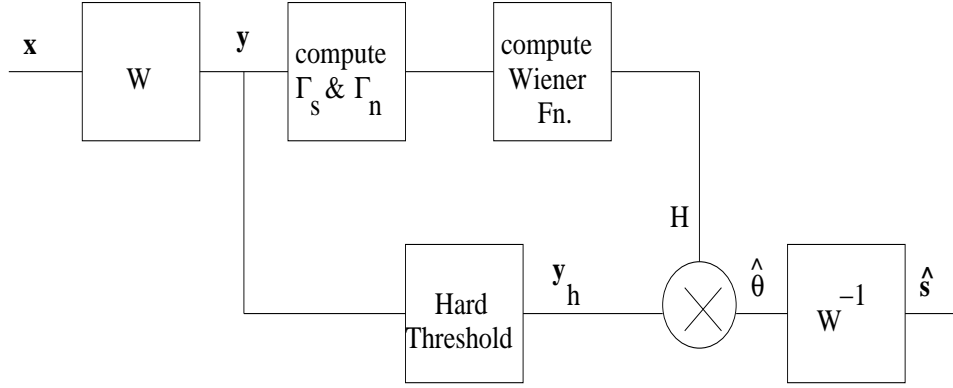 x
W
y
compute
Γs & Γn
compute
Wiener
Fn.
H
Hard
Threshold
yh
θ̂
W⁻¹
ŝ